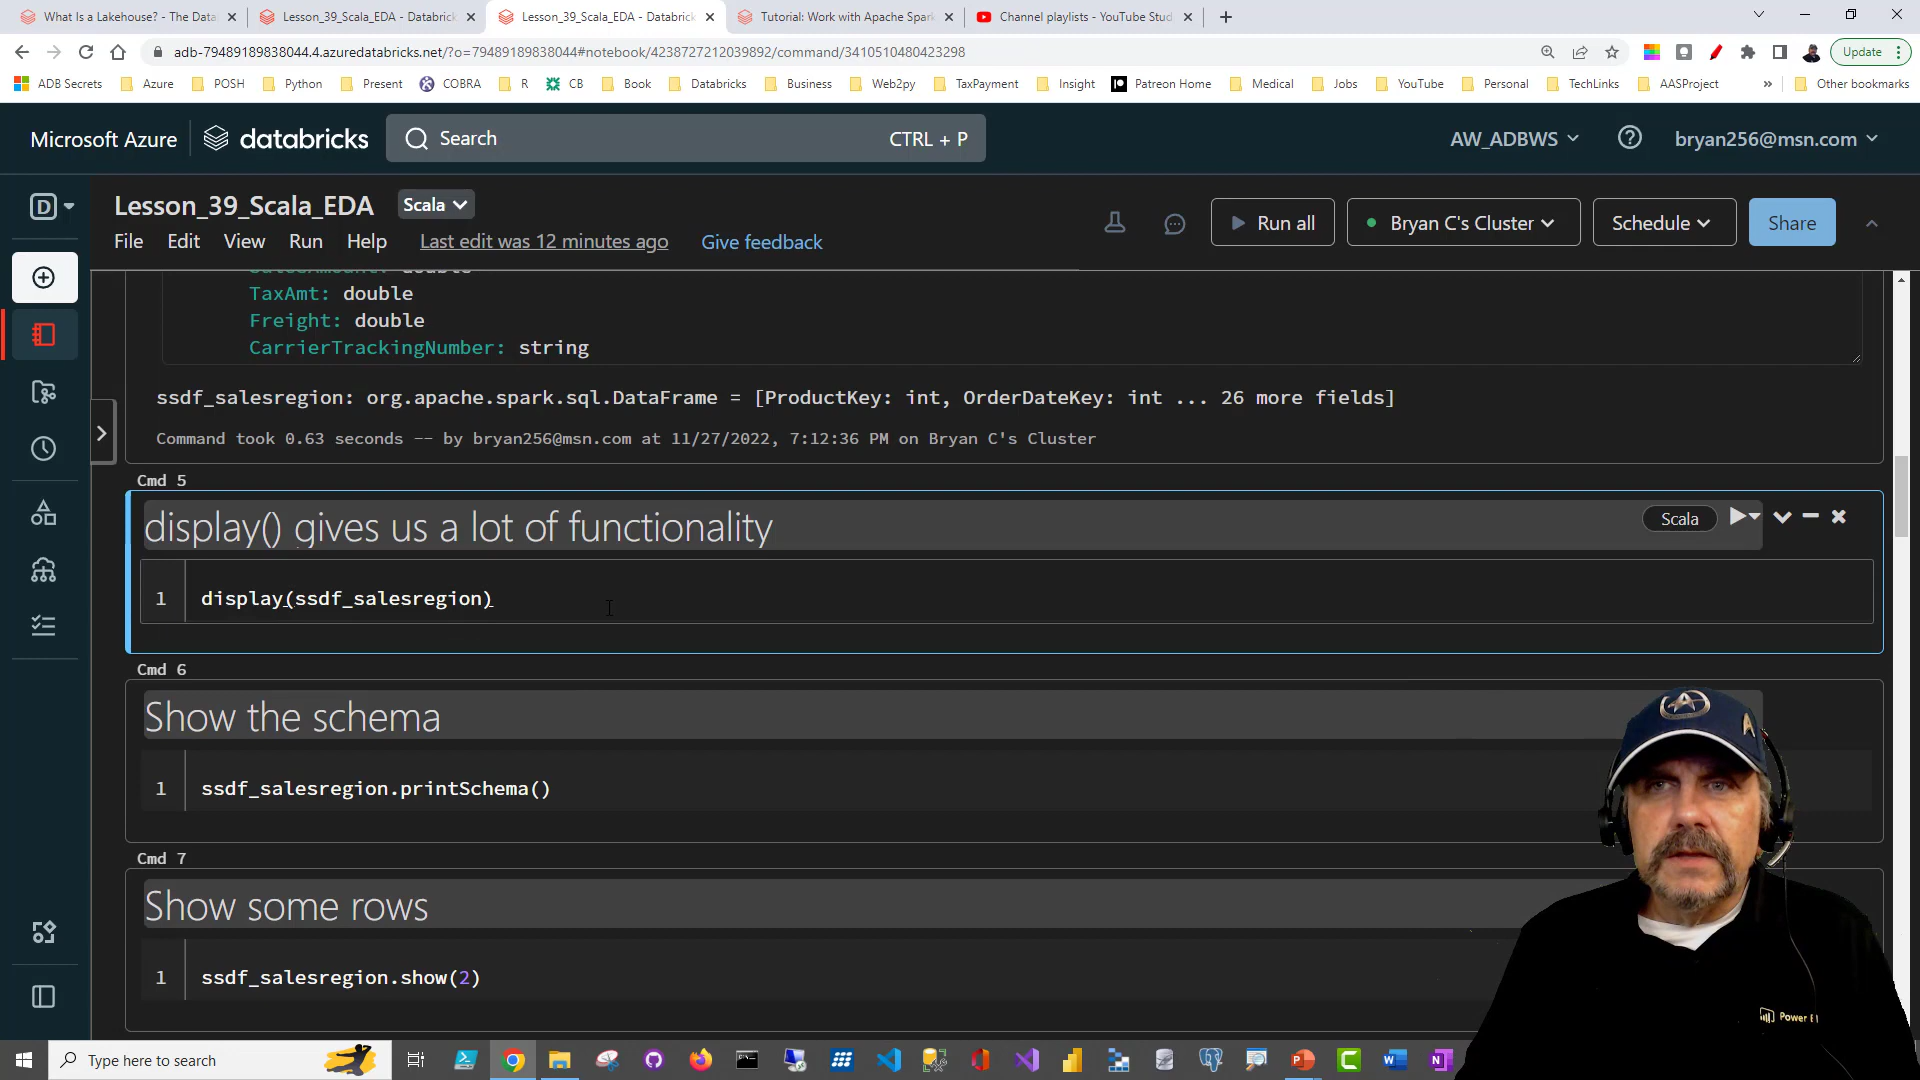 What Is a Lakehouse? - The Data
Lesson_39_Scala_EDA - Databrick
Lesson_39_Scala_EDA - Databrick
Tutorial: Work with Apache Spark
Channel playlists - YouTube Stud
adb-79489189838044.4.azuredatabricks.net/?o=79489189838044#notebook/4238727212039892/command/3410510480423298
Update
ADB Secrets
Azure
POSH
Python
Present
COBRA
R
CB
Book
Databricks
Business
Web2py
TaxPayment
Insight
Patreon Home
Medical
Jobs
YouTube
Personal
TechLinks
AASProject
»
Other bookmarks
Microsoft Azure
databricks
Search
CTRL + P
AW_ADBWS
bryan256@msn.com
D
Lesson_39_Scala_EDA
Scala
File
Edit
View
Run
Help
Last edit was 12 minutes ago
Give feedback
Run all
Bryan C's Cluster
Schedule
Share
SalesAmount: double
TaxAmt: double
Freight: double
CarrierTrackingNumber: string
ssdf_salesregion: org.apache.spark.sql.DataFrame = [ProductKey: int, OrderDateKey: int ... 26 more fields]
Command took 0.63 seconds -- by bryan256@msn.com at 11/27/2022, 7:12:36 PM on Bryan C's Cluster
Cmd 5
display() gives us a lot of functionality
Scala
1 display(ssdf_salesregion)
Cmd 6
Show the schema
1 ssdf_salesregion.printSchema()
Cmd 7
Show some rows
1 ssdf_salesregion.show(2)
Power BI
Type here to search